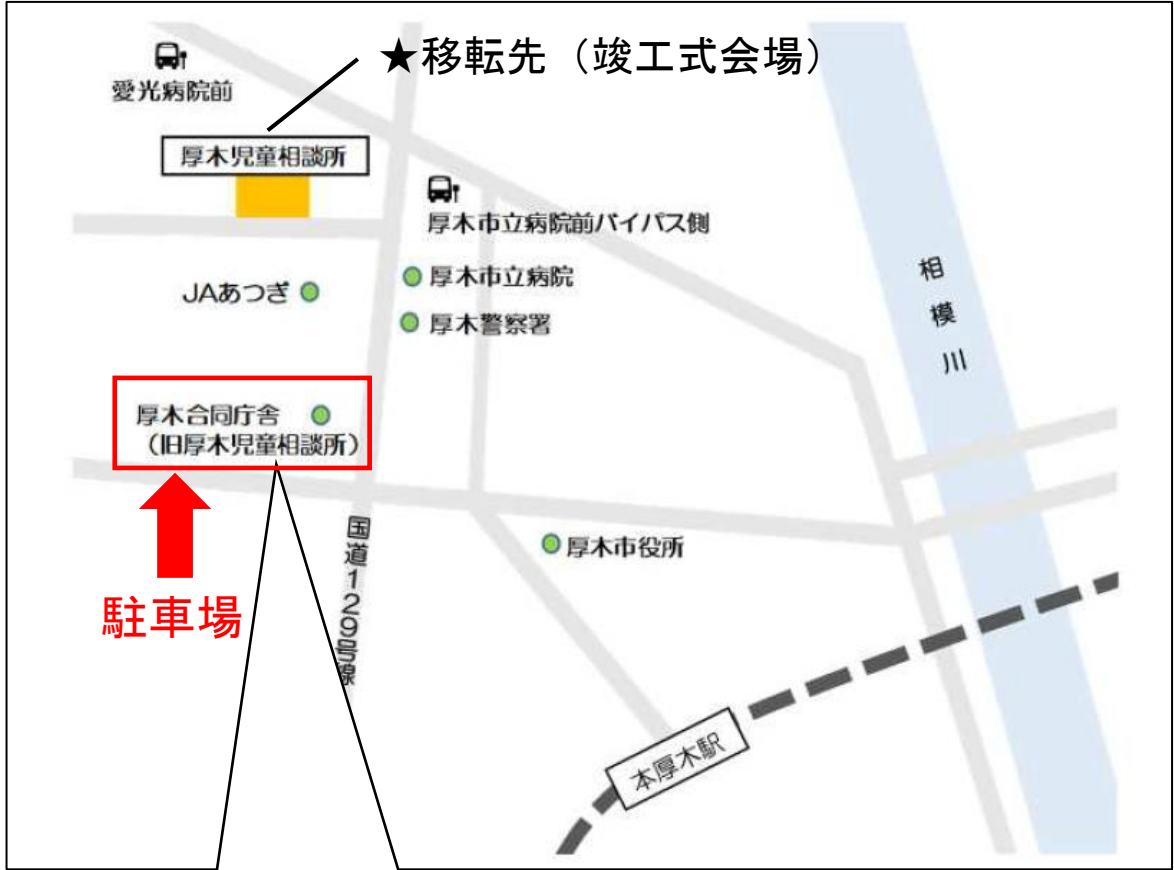 ★移転先（竣工式会場）
愛光病院前
厚木児童相談所
厚木市立病院前バイパス側
厚木市立病院
JAあつぎ
厚木警察署
相模川
厚木合同庁舎
（旧厚木児童相談所）
国道129号線
厚木市役所
駐車場
本厚木駅